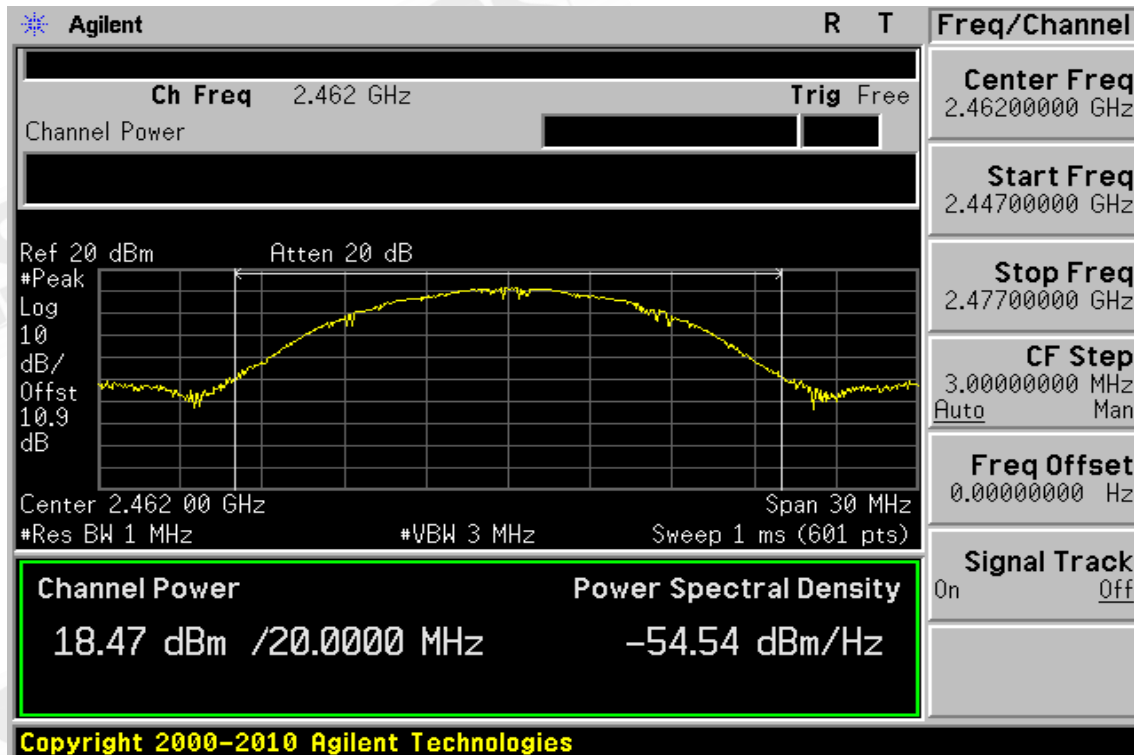 Agilent R T
Ch Freq 2.462 GHz Trig Free
Channel Power
Ref 20 dBm Atten 20 dB
#Peak
Log
10
dB/
Offst
10.9
dB
Center 2.462 00 GHz Span 30 MHz
#Res BW 1 MHz #VBW 3 MHz Sweep 1 ms (601 pts)
Channel Power Power Spectral Density
18.47 dBm /20.0000 MHz -54.54 dBm/Hz
Copyright 2000-2010 Agilent Technologies
Freq/Channel
Center Freq
2.46200000 GHz
Start Freq
2.44700000 GHz
Stop Freq
2.47700000 GHz
CF Step
3.00000000 MHz
Auto Man
Freq Offset
0.00000000 Hz
Signal Track
On Off